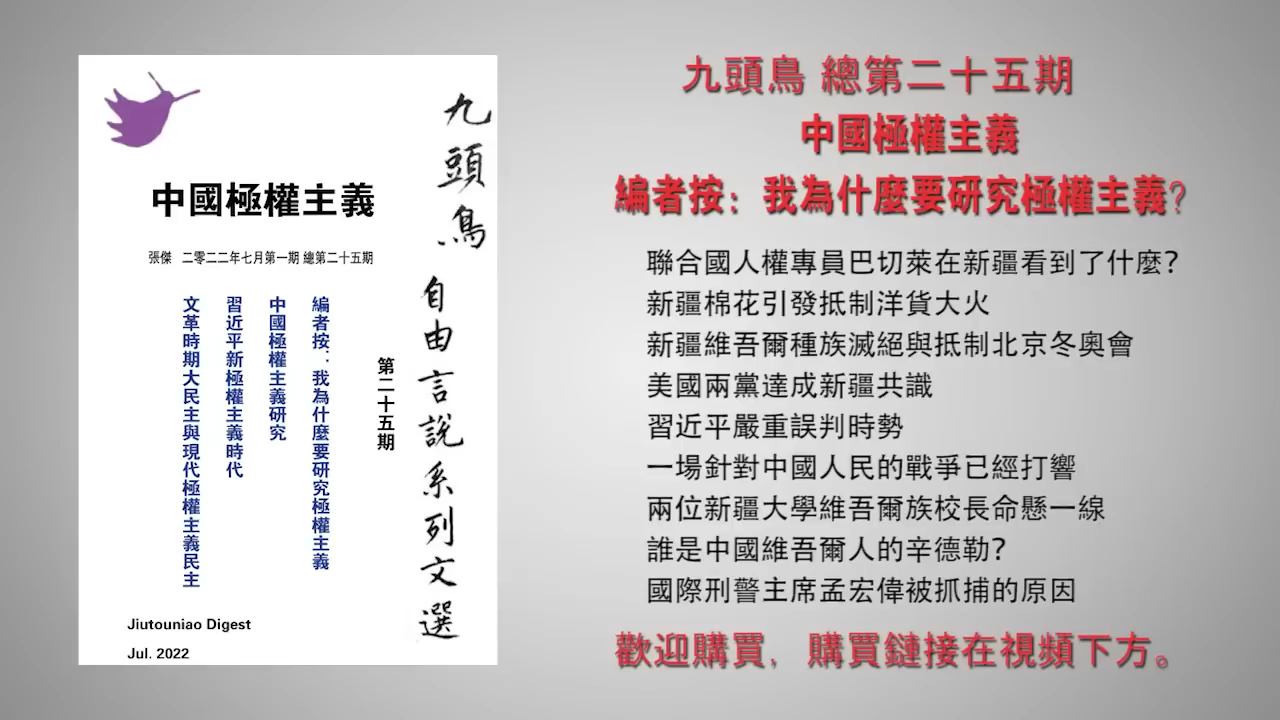 九頭鳥 自由言說系列文選
中國極權主義
張傑 二零二二年七月第一期 總第二十五期
第二十五期
編者按：我為什麼要研究極權主義
中國極權主義研究
習近平新極權主義時代
文革時期大民主與現代極權主義民主
Jiutouniao Digest
Jul. 2022
九頭鳥 總第二十五期
中國極權主義
編者按：我為什麼要研究極權主義?
聯合國人權專員巴切萊在新疆看到了什麼?
新疆棉花引發抵制洋貨大火
新疆維吾爾種族滅絕與抵制北京冬奧會
美國兩黨達成新疆共識
習近平嚴重誤判時勢
一場針對中國人民的戰爭已經打響
兩位新疆大學維吾爾族校長命懸一線
誰是中國維吾爾人的辛德勒?
國際刑警主席孟宏偉被抓捕的原因
歡迎購買，購買鏈接在視頻下方。